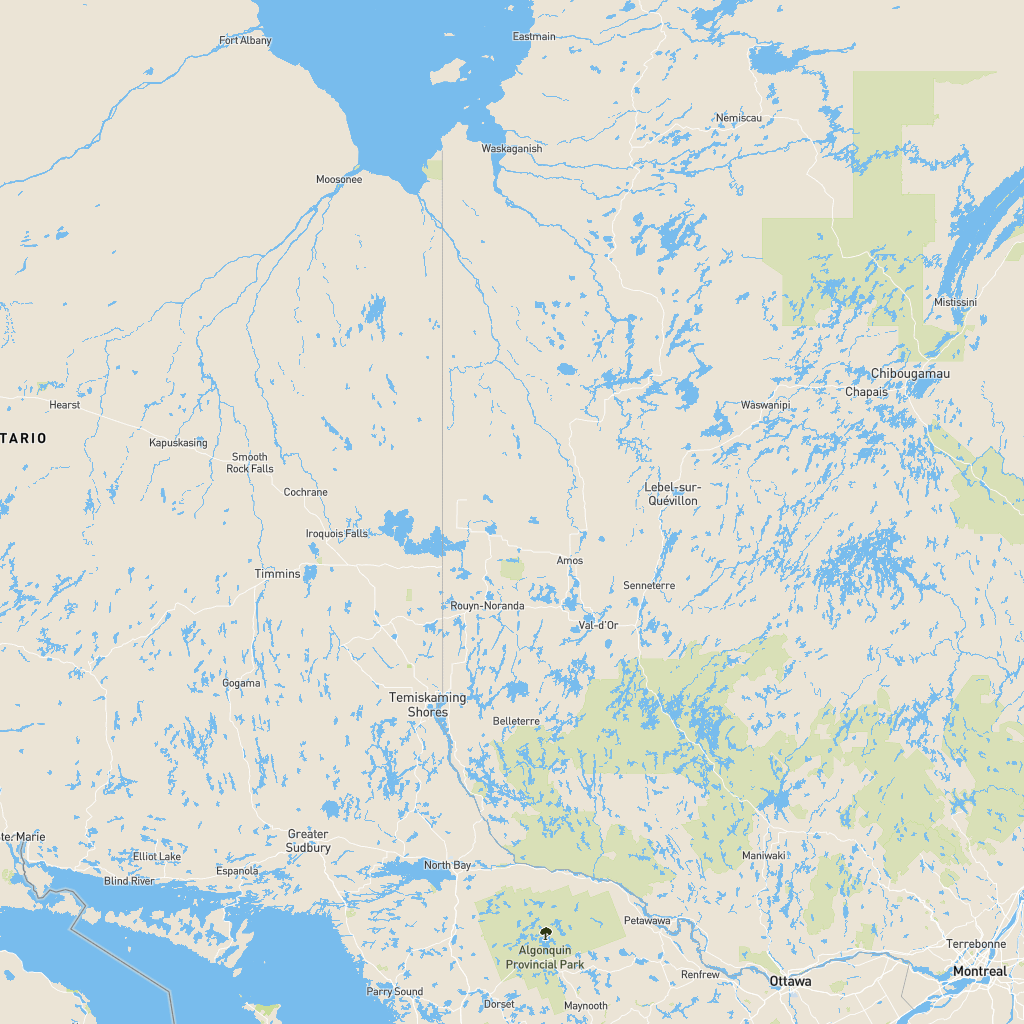 Eastmain
Fort Albany
Nemiscau
Waskaganish
Moosonee
Mistissini
Chibougamau
Chapais
Hearst
Waswanipi
TARIO
Kapuskasing
Smooth
Rock Falls
Lebel-sur-
Quévillon
Cochrane
Iroquois Falls
Amos
Timmins
Senneterre
Rouyn-Noranda
Val-d'Or
Gogama
Temiskaming
Shores
Belleterre
Ste. Marie
Greater
Sudbury
Elliot Lake
Maniwaki
North Bay
Espanola
Blind River
Petawawa
Terrebonne
Algonquin
Provincial Park
Montreal
Renfrew
Ottawa
Parry Sound
Dorset
Maynooth